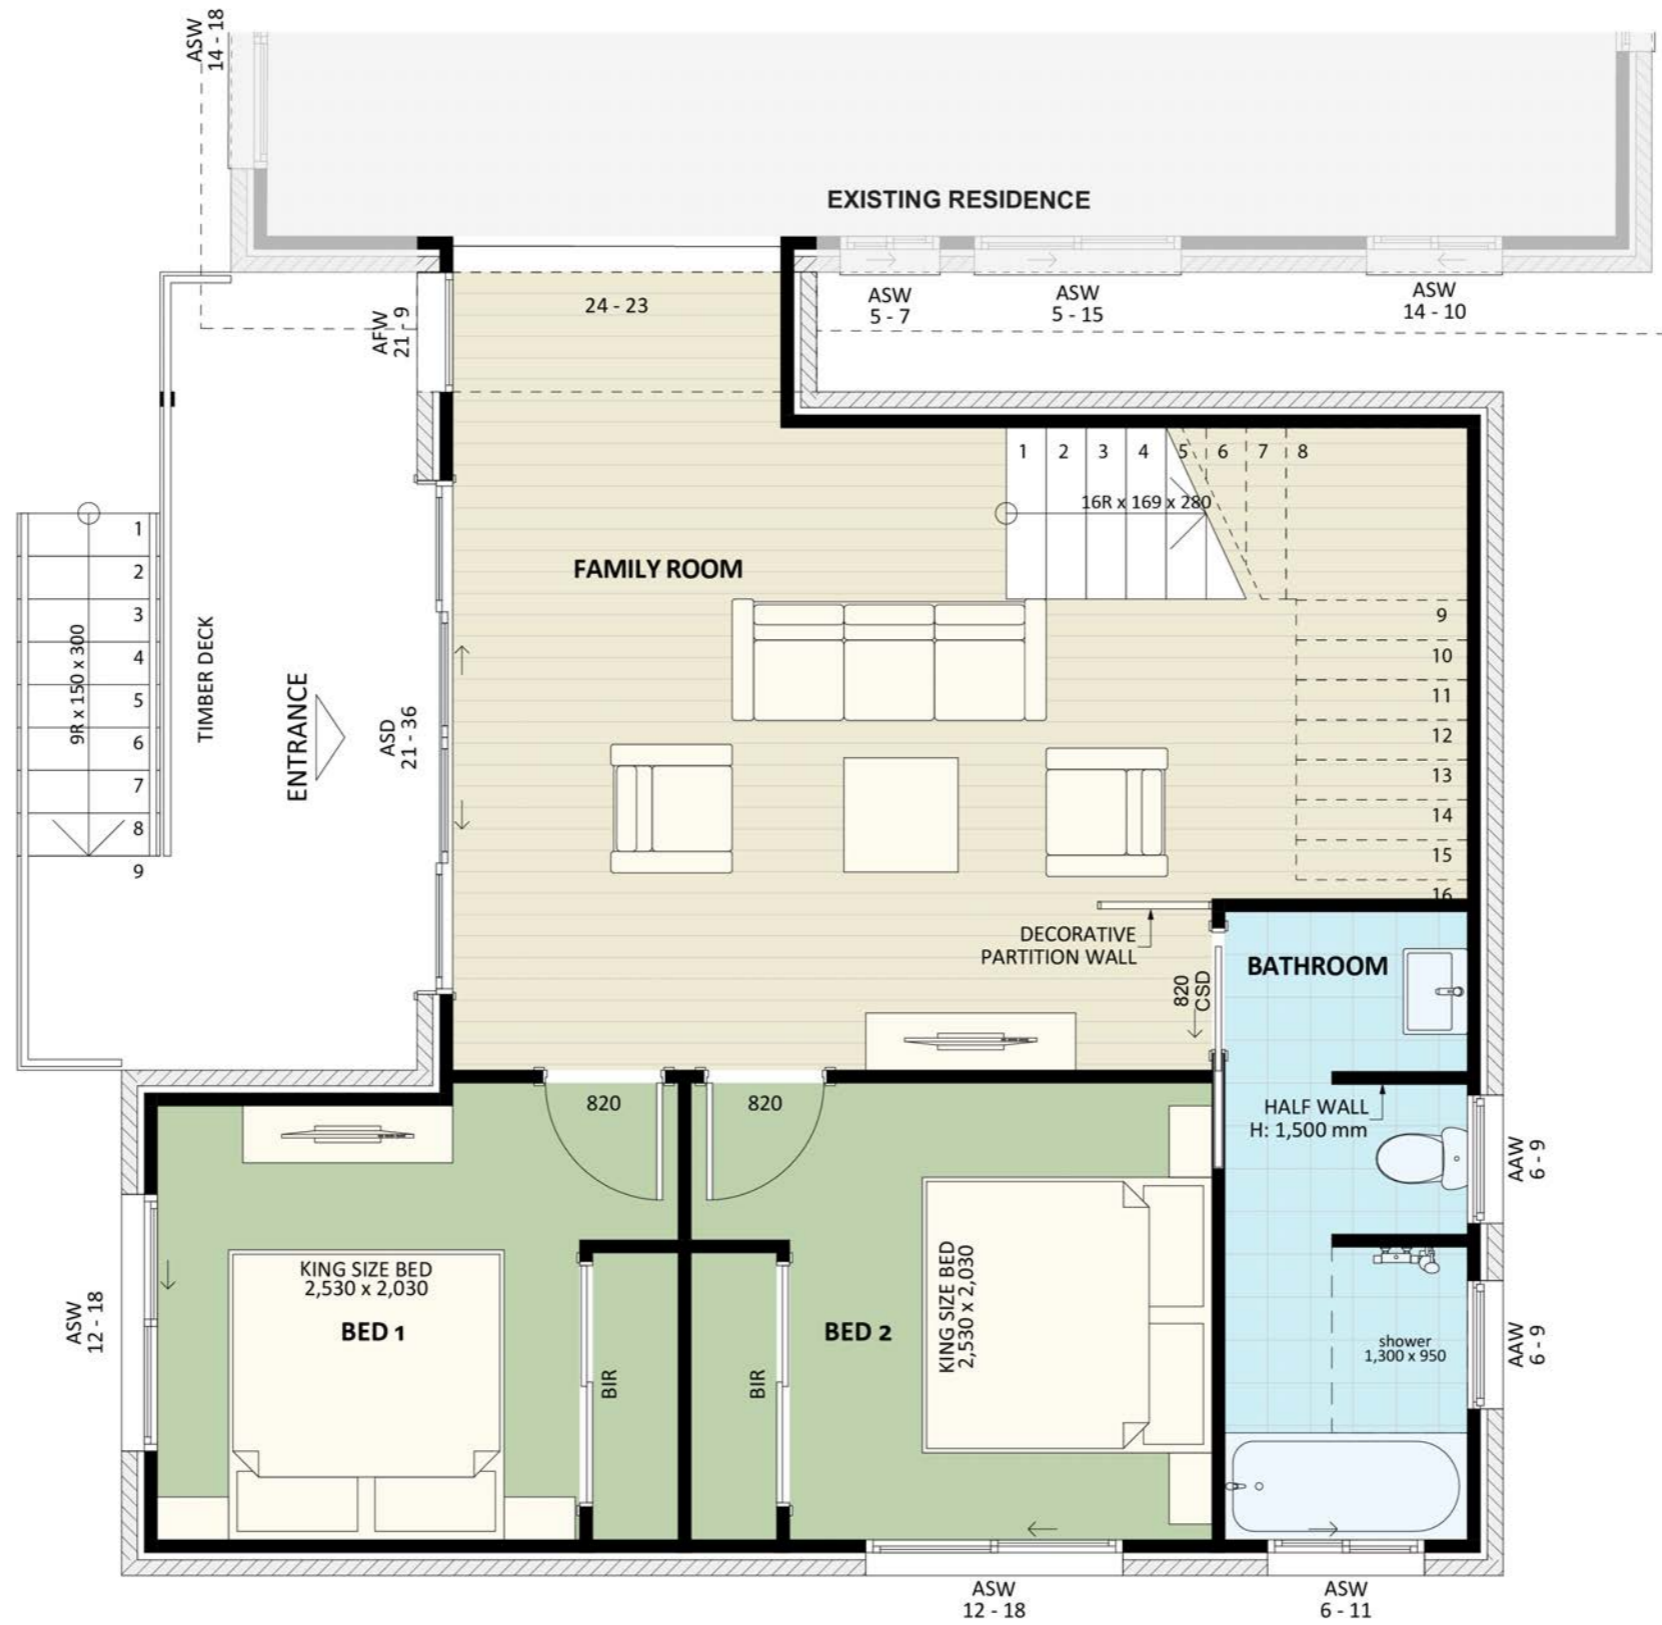 ASW
14 - 18
EXISTING RESIDENCE
24 - 23
AFW
21 - 9
ASW
5 - 7
ASW
5 - 15
ASW
14 - 10
1
2
3
4
5
6
7
8
16R x 169 x 280
FAMILY ROOM
1
2
3
4
5
6
7
8
9
9R x 150 x 300
TIMBER DECK
ENTRANCE
ASD
21 - 36
9
10
11
12
13
14
15
16
DECORATIVE
PARTITION WALL
820
CSD
BATHROOM
820
820
HALF WALL
H: 1,500 mm
AAW
6 - 9
KING SIZE BED
2,530 x 2,030
BED 1
ASW
12 - 18
BIR
BIR
BED 2
KING SIZE BED
2,530 x 2,030
shower
1,300 x 950
AAW
6 - 9
ASW
12 - 18
ASW
6 - 11